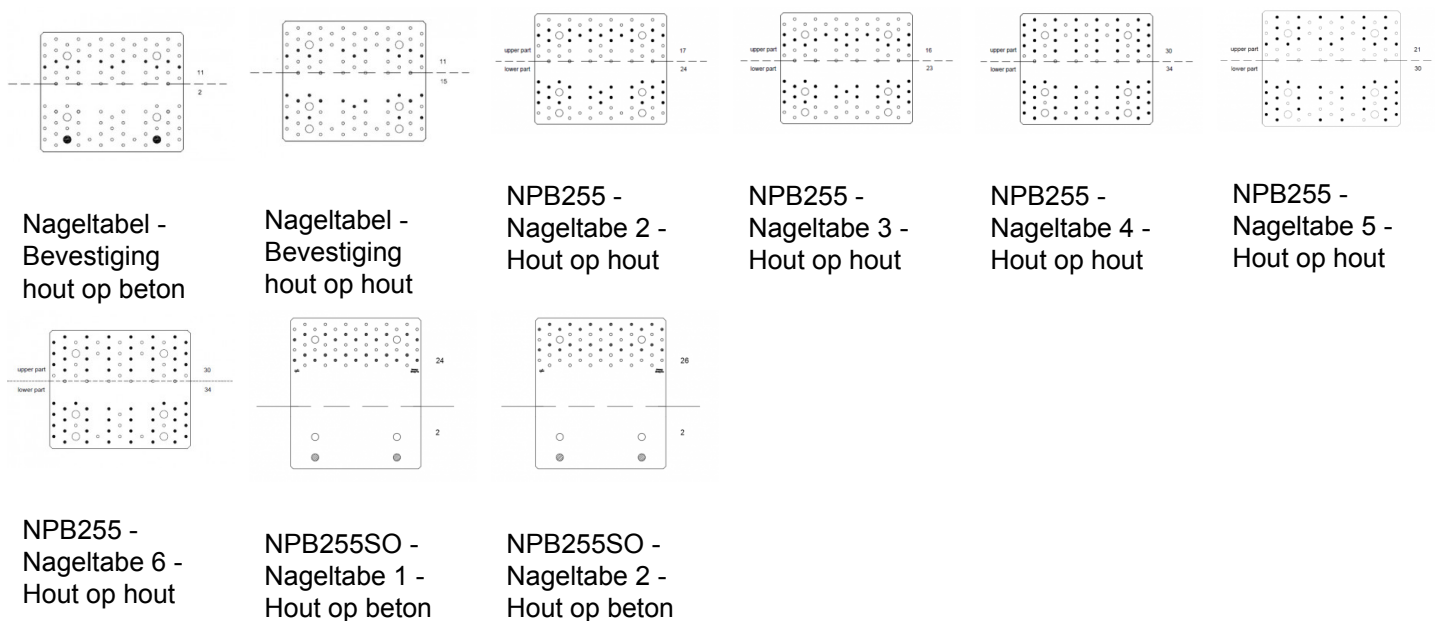 11
2
Nageltabel -
Bevestiging
hout op beton
11
15
Nageltabel -
Bevestiging
hout op hout
upper part 17
lower part 24
NPB255 -
Nageltabe 2 -
Hout op hout
upper part 16
lower part 23
NPB255 -
Nageltabe 3 -
Hout op hout
upper part 30
lower part 34
NPB255 -
Nageltabe 4 -
Hout op hout
upper part 21
lower part 30
NPB255 -
Nageltabe 5 -
Hout op hout
upper part 30
lower part 34
NPB255 -
Nageltabe 6 -
Hout op hout
24
2
NPB255SO -
Nageltabe 1 -
Hout op beton
26
2
NPB255SO -
Nageltabe 2 -
Hout op beton